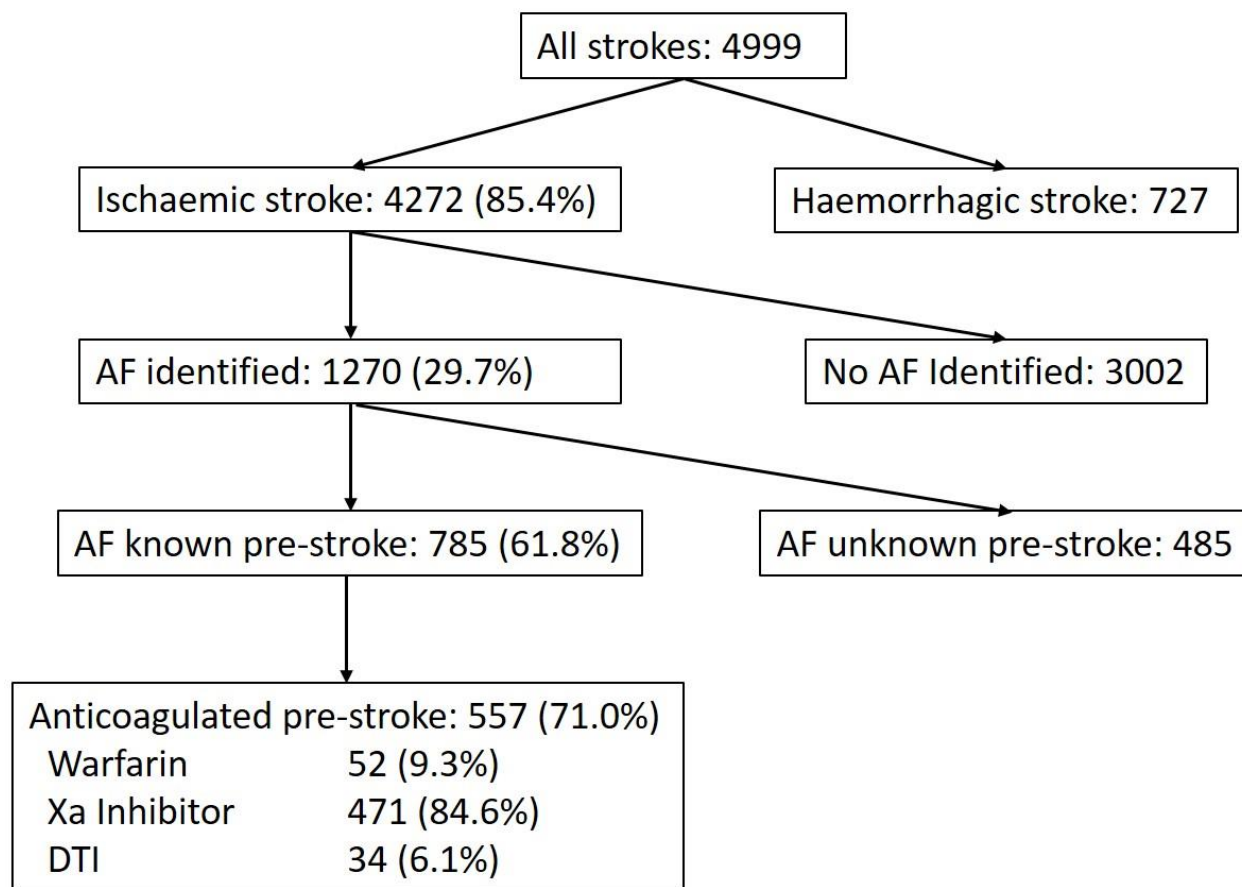 All strokes: 4999
Ischaemic stroke: 4272 (85.4%)
Haemorrhagic stroke: 727
AF identified: 1270 (29.7%)
No AF Identified: 3002
AF known pre-stroke: 785 (61.8%)
AF unknown pre-stroke: 485
Anticoagulated pre-stroke: 557 (71.0%)
Warfarin 52 (9.3%)
Xa Inhibitor 471 (84.6%)
DTI 34 (6.1%)